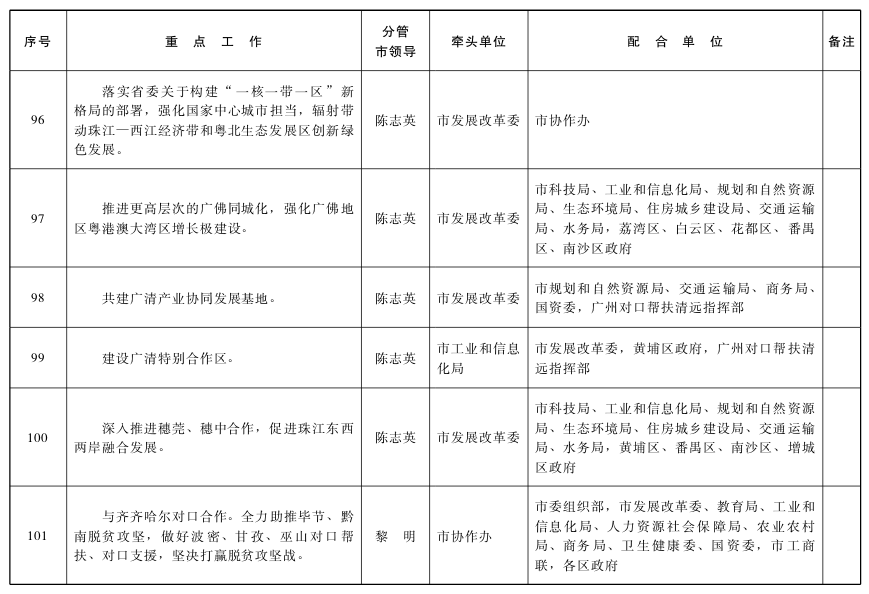 序号 重点工作 分管市领导 牵头单位 配合单位 备注
96
落实省委关于构建“一核一带一区”新
格局的部署，强化国家中心城市担当，辐射带
动珠江—西江经济带和粤北生态发展区创新绿
色发展。
陈志英
市发展改革委
市协作办
97
推进更高层次的广佛同城化，强化广佛地
区粤港澳大湾区增长极建设。
陈志英
市发展改革委
市科技局、工业和信息化局、规划和自然资源
局、生态环境局、住房城乡建设局、交通运输
局、水务局，荔湾区、白云区、花都区、番禺
区、南沙区政府
98
共建广清产业协同发展基地。
陈志英
市发展改革委
市规划和自然资源局、交通运输局、商务局、
国资委，广州对口帮扶清远指挥部
99
建设广清特别合作区。
陈志英
市工业和信息
化局
市发展改革委，黄埔区政府，广州对口帮扶清
远指挥部
100
深入推进穗莞、穗中合作，促进珠江东西
两岸融合发展。
陈志英
市发展改革委
市科技局、工业和信息化局、规划和自然资源
局、生态环境局、住房城乡建设局、交通运输
局、水务局，黄埔区、番禺区、南沙区、增城
区政府
101
与齐齐哈尔对口合作。全力助推毕节、黔
南脱贫攻坚，做好波密、甘孜、巫山对口帮
扶、对口支援，坚决打赢脱贫攻坚战。
黎　明
市协作办
市委组织部，市发展改革委、教育局、工业和
信息化局、人力资源社会保障局、农业农村
局、商务局、卫生健康委、国资委，市工商
联，各区政府